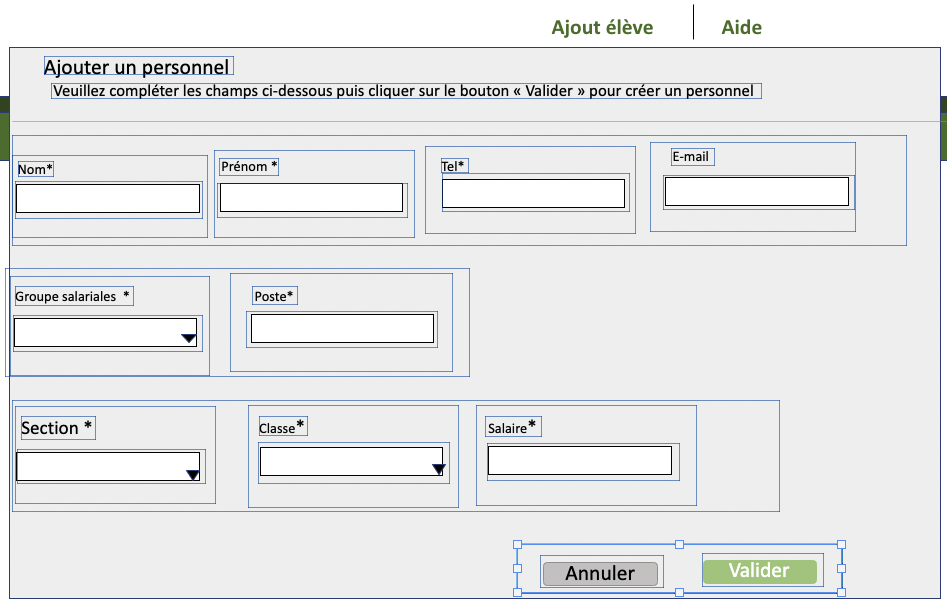 Ajout élève
Aide
Ajouter un personnel
Veuillez compléter les champs ci-dessous puis cliquer sur le bouton « Valider » pour créer un personnel
Nom*
Prénom *
Tel*
E-mail
Groupe salariales *
Poste*
Section *
Classe*
Salaire*
Annuler
Valider